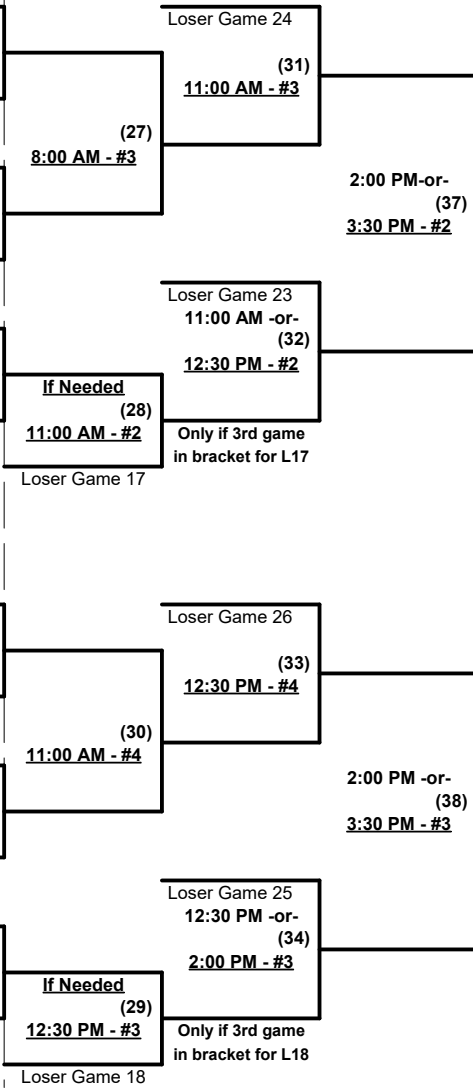 Loser Game 24
(31)
11:00 AM - #3
(27)
8:00 AM - #3
2:00 PM-or-
(37)
3:30 PM - #2
Loser Game 23
11:00 AM -or-
(32)
12:30 PM - #2
If Needed
(28)
11:00 AM - #2
Only if 3rd game
in bracket for L17
Loser Game 17
Loser Game 26
(33)
12:30 PM - #4
(30)
11:00 AM - #4
2:00 PM -or-
(38)
3:30 PM - #3
Loser Game 25
12:30 PM -or-
(34)
2:00 PM - #3
If Needed
(29)
12:30 PM - #3
Only if 3rd game
in bracket for L18
Loser Game 18